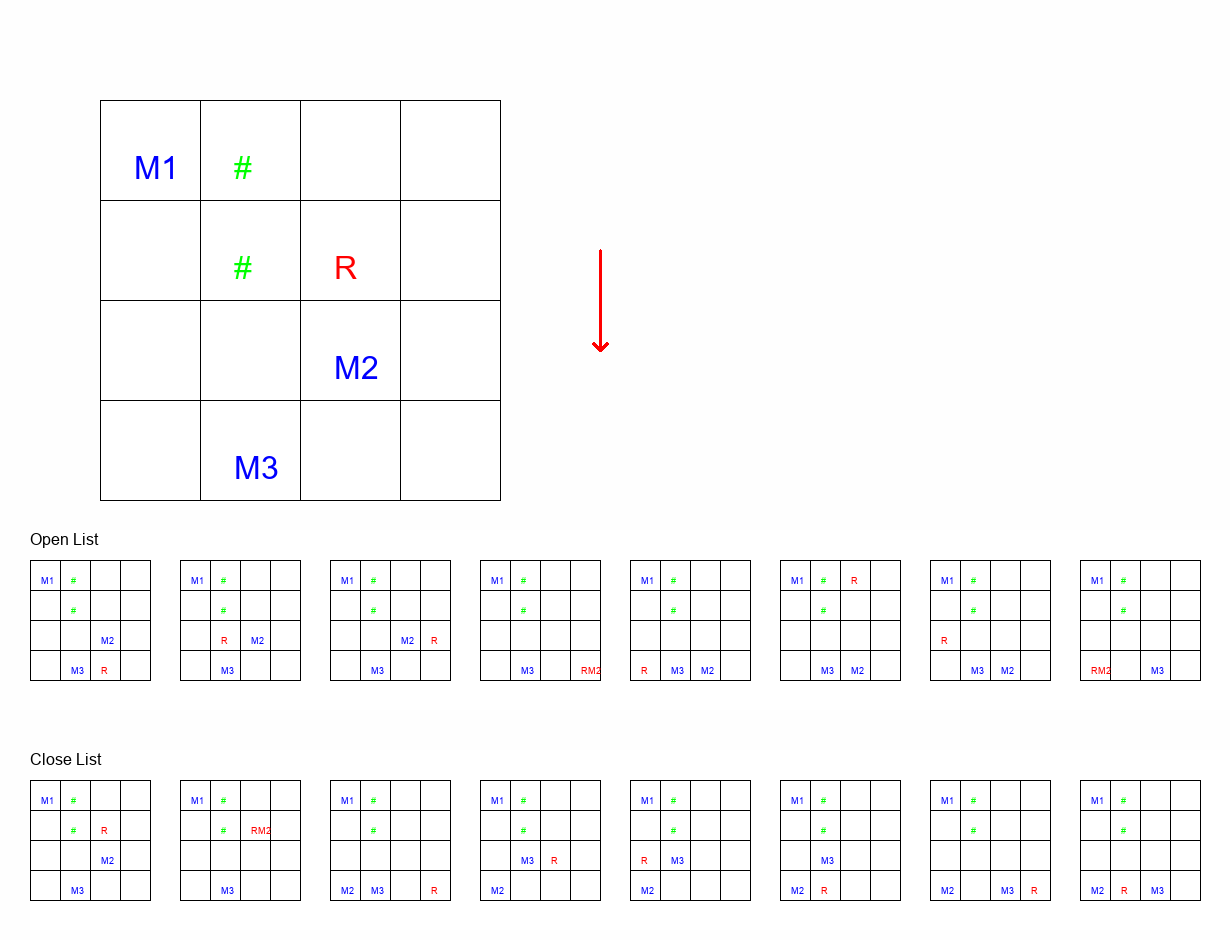 M1 #
# R
M2
M3
Open List
M1 # M1 # M1 # M1 # M1 # M1 # R M1 # M1 #
# # # # # # # #
M2 R M2 M2 R R
M3 R M3 M3 M3 RM2 R M3 M2 M3 M2 M3 M2 RM2 M3
Close List
M1 # M1 # M1 # M1 # M1 # M1 # M1 # M1 #
# R # RM2 # # # # # #
M2 M3 R R M3 M3
M3 M3 M2 M3 R M2 M2 M2 R M2 M3 R M2 R M3